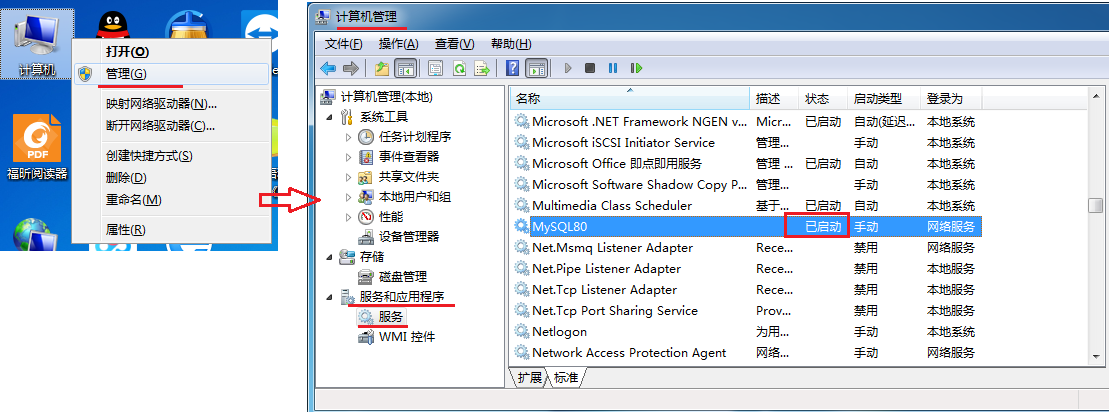 计算机
打开(O)
管理(G)
映射网络驱动器(N)...
断开网络驱动器(C)...
创建快捷方式(S)
删除(D)
重命名(M)
属性(R)
PDF
福昕阅读器
计算机管理
文件(F) 操作(A) 查看(V) 帮助(H)
计算机管理(本地)
系统工具
任务计划程序
事件查看器
共享文件夹
本地用户和组
性能
设备管理器
存储
磁盘管理
服务和应用程序
服务
WMI 控件
名称 描述 状态 启动类型 登录为
Microsoft .NET Framework NGEN v... Micr... 已启动 自动(延迟... 本地系统
Microsoft iSCSI Initiator Service 管理... 手动 本地系统
Microsoft Office 即点即用服务 管理 ... 已启动 自动 本地系统
Microsoft Software Shadow Copy P... 管理... 手动 本地系统
Multimedia Class Scheduler 基于... 已启动 自动 本地系统
MySQL80 已启动 手动 网络服务
Net.Msmq Listener Adapter Rece... 禁用 网络服务
Net.Pipe Listener Adapter Rece... 禁用 本地服务
Net.Tcp Listener Adapter Rece... 禁用 本地服务
Net.Tcp Port Sharing Service Prov... 禁用 本地服务
Netlogon 为用... 手动 本地系统
Network Access Protection Agent 网络... 手动 网络服务
扩展 标准